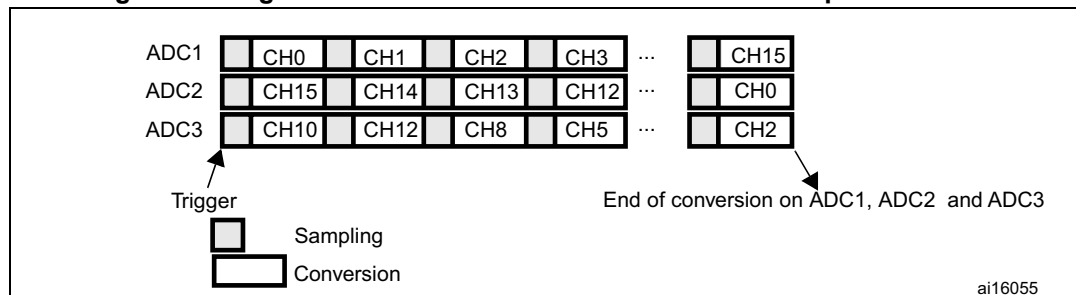 ADC1 CH0 CH1 CH2 CH3 ... CH15
ADC2 CH15 CH14 CH13 CH12 ... CH0
ADC3 CH10 CH12 CH8 CH5 ... CH2
Trigger
End of conversion on ADC1, ADC2 and ADC3
Sampling
Conversion
ai16055